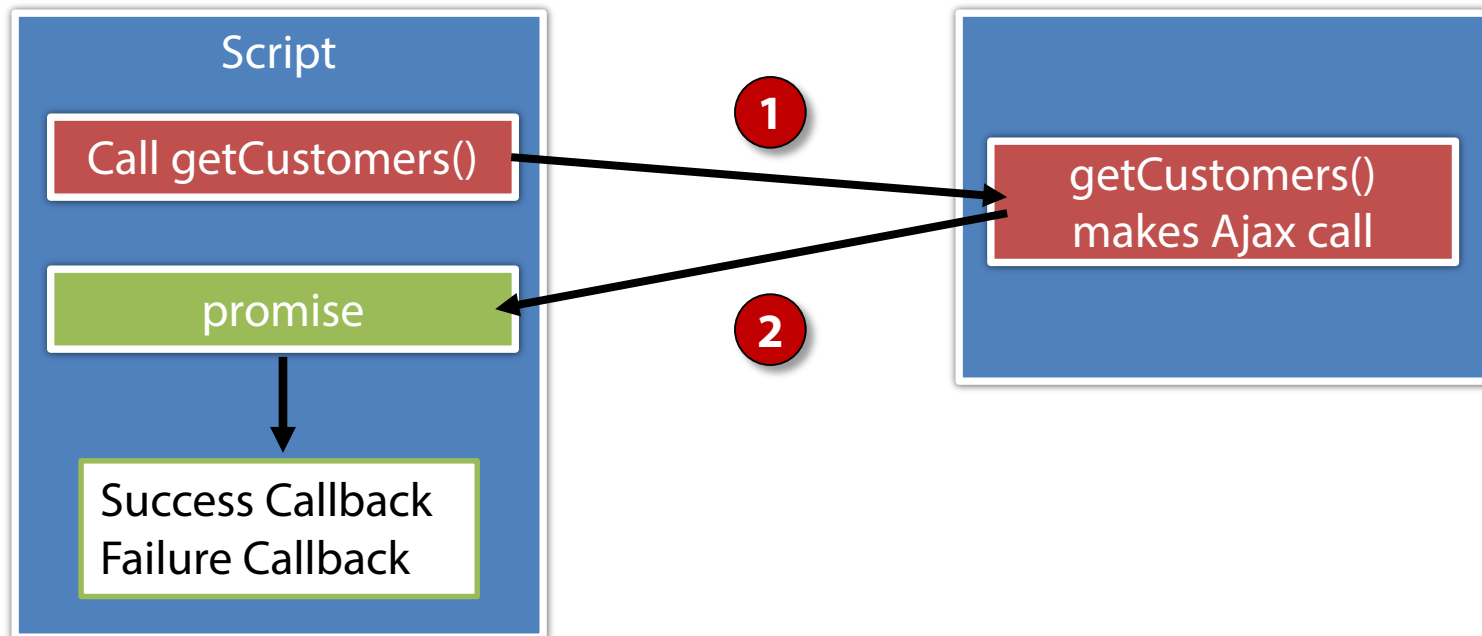 Script
Call getCustomers()
1
getCustomers()
makes Ajax call
promise
2
Success Callback
Failure Callback